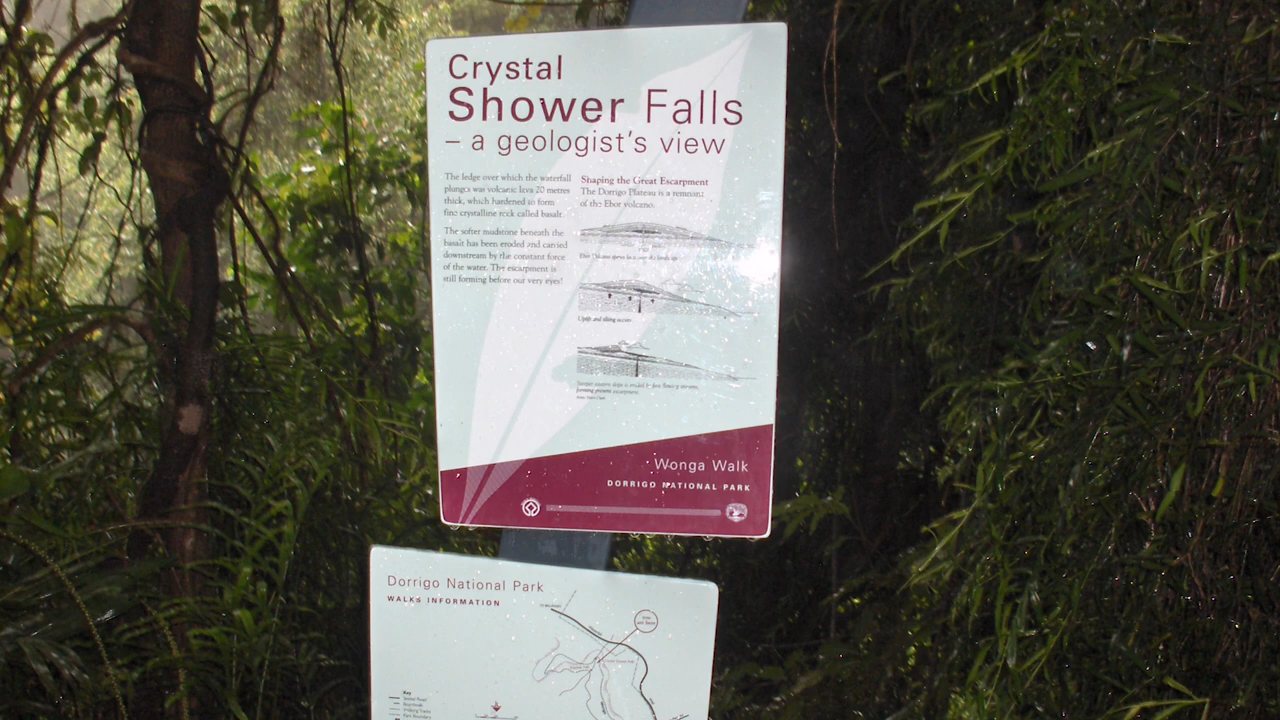 Crystal
Shower Falls
– a geologist's view
The ledge over which the waterfall
plunges was volcanic lava 20 metres
thick, which hardened to form
fine crystalline rock called basalt
The softer mudstone beneath the
basalt has been eroded and carried
downstream by the constant force
of the water. The escarpment is
still forming before our very eyes!
Shaping the Great Escarpment
The Dorrigo Plateau is a remnant
of the Ebor volcano.
Uplift and tilting occurs
forming present escarpment.
Wonga Walk
DORRIGO NATIONAL PARK
Dorrigo National Park
WALKS INFORMATION
Key